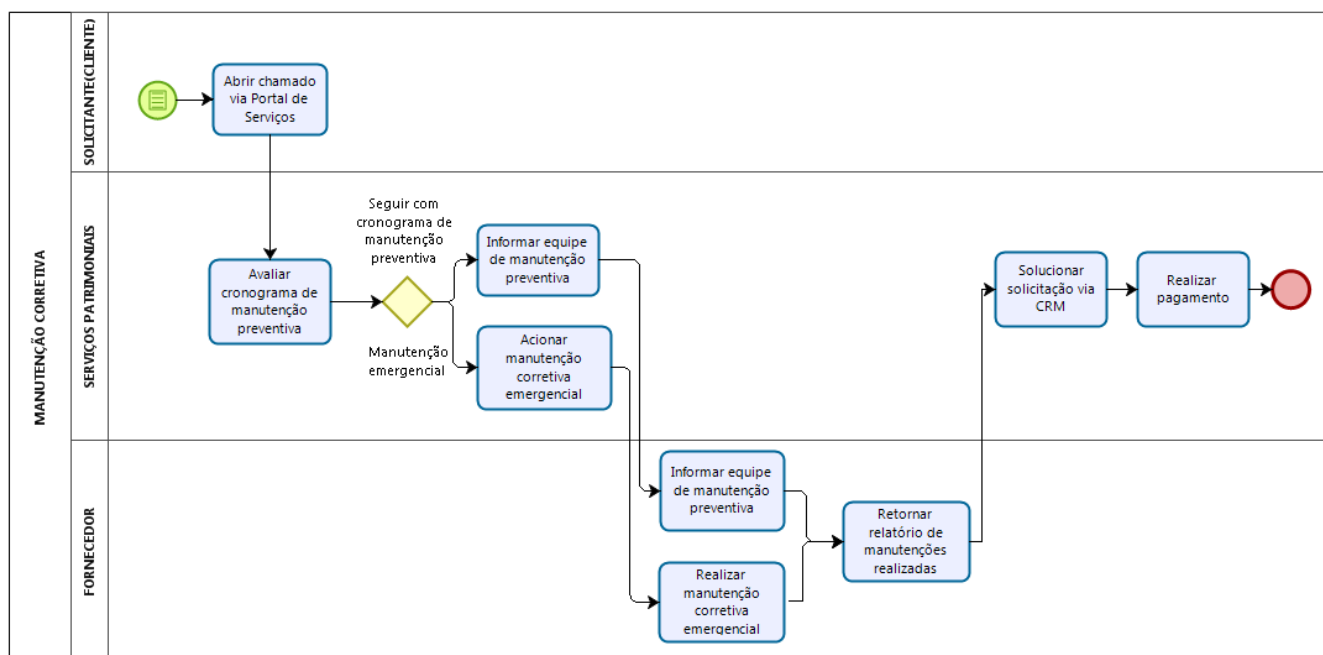 MANUTENÇÃO CORRETIVA
SOLICITANTE(CLIENTE)
Abrir chamado
via Portal de
Serviços
SERVIÇOS PATRIMONIAIS
Avaliar
cronograma de
manutenção
preventiva
Seguir com
cronograma de
manutenção
preventiva
Manutenção
emergencial
Informar equipe
de manutenção
preventiva
Acionar
manutenção
corretiva
emergencial
Solucionar
solicitação via
CRM
Realizar
pagamento
FORNECEDOR
Informar equipe
de manutenção
preventiva
Realizar
manutenção
corretiva
emergencial
Retornar
relatório de
manutenções
realizadas